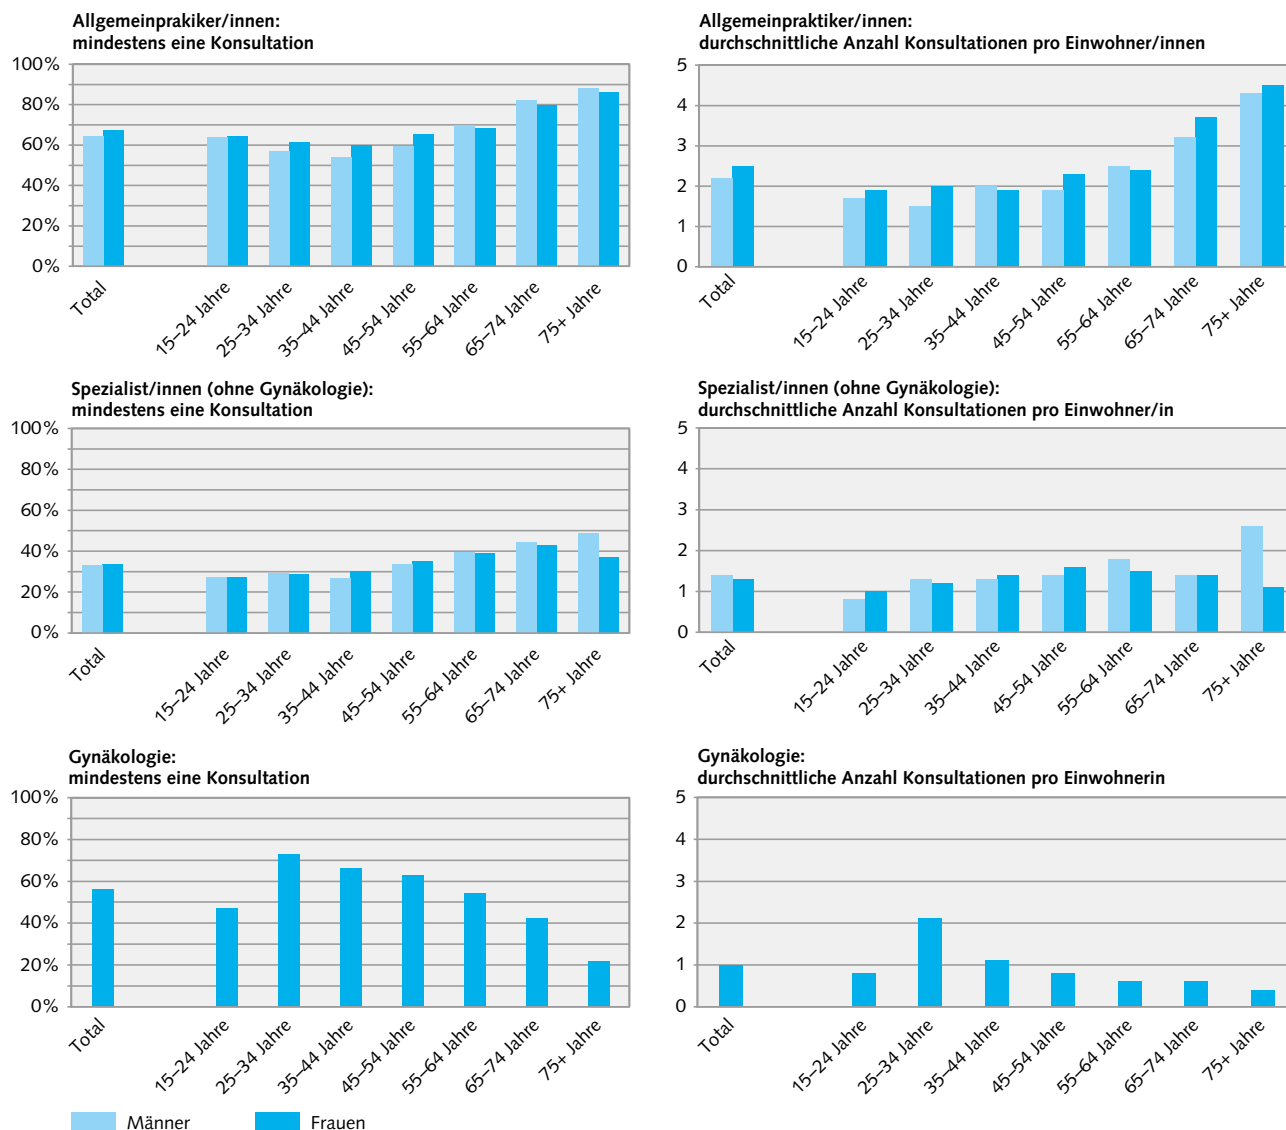 Allgemeinprakiker/innen:
mindestens eine Konsultation
100%
80%
60%
40%
20%
0%
Total
15–24 Jahre
25–34 Jahre
35–44 Jahre
45–54 Jahre
55–64 Jahre
65–74 Jahre
75+ Jahre
Allgemeinpraktiker/innen:
durchschnittliche Anzahl Konsultationen pro Einwohner/innen
5
4
3
2
1
0
Total
15–24 Jahre
25–34 Jahre
35–44 Jahre
45–54 Jahre
55–64 Jahre
65–74 Jahre
75+ Jahre
Spezialist/innen (ohne Gynäkologie):
mindestens eine Konsultation
100%
80%
60%
40%
20%
0%
Total
15–24 Jahre
25–34 Jahre
35–44 Jahre
45–54 Jahre
55–64 Jahre
65–74 Jahre
75+ Jahre
Spezialist/innen (ohne Gynäkologie):
durchschnittliche Anzahl Konsultationen pro Einwohner/in
5
4
3
2
1
0
Total
15–24 Jahre
25–34 Jahre
35–44 Jahre
45–54 Jahre
55–64 Jahre
65–74 Jahre
75+ Jahre
Gynäkologie:
mindestens eine Konsultation
100%
80%
60%
40%
20%
0%
Total
15–24 Jahre
25–34 Jahre
35–44 Jahre
45–54 Jahre
55–64 Jahre
65–74 Jahre
75+ Jahre
Gynäkologie:
durchschnittliche Anzahl Konsultationen pro Einwohnerin
5
4
3
2
1
0
Total
15–24 Jahre
25–34 Jahre
35–44 Jahre
45–54 Jahre
55–64 Jahre
65–74 Jahre
75+ Jahre
Männer
Frauen